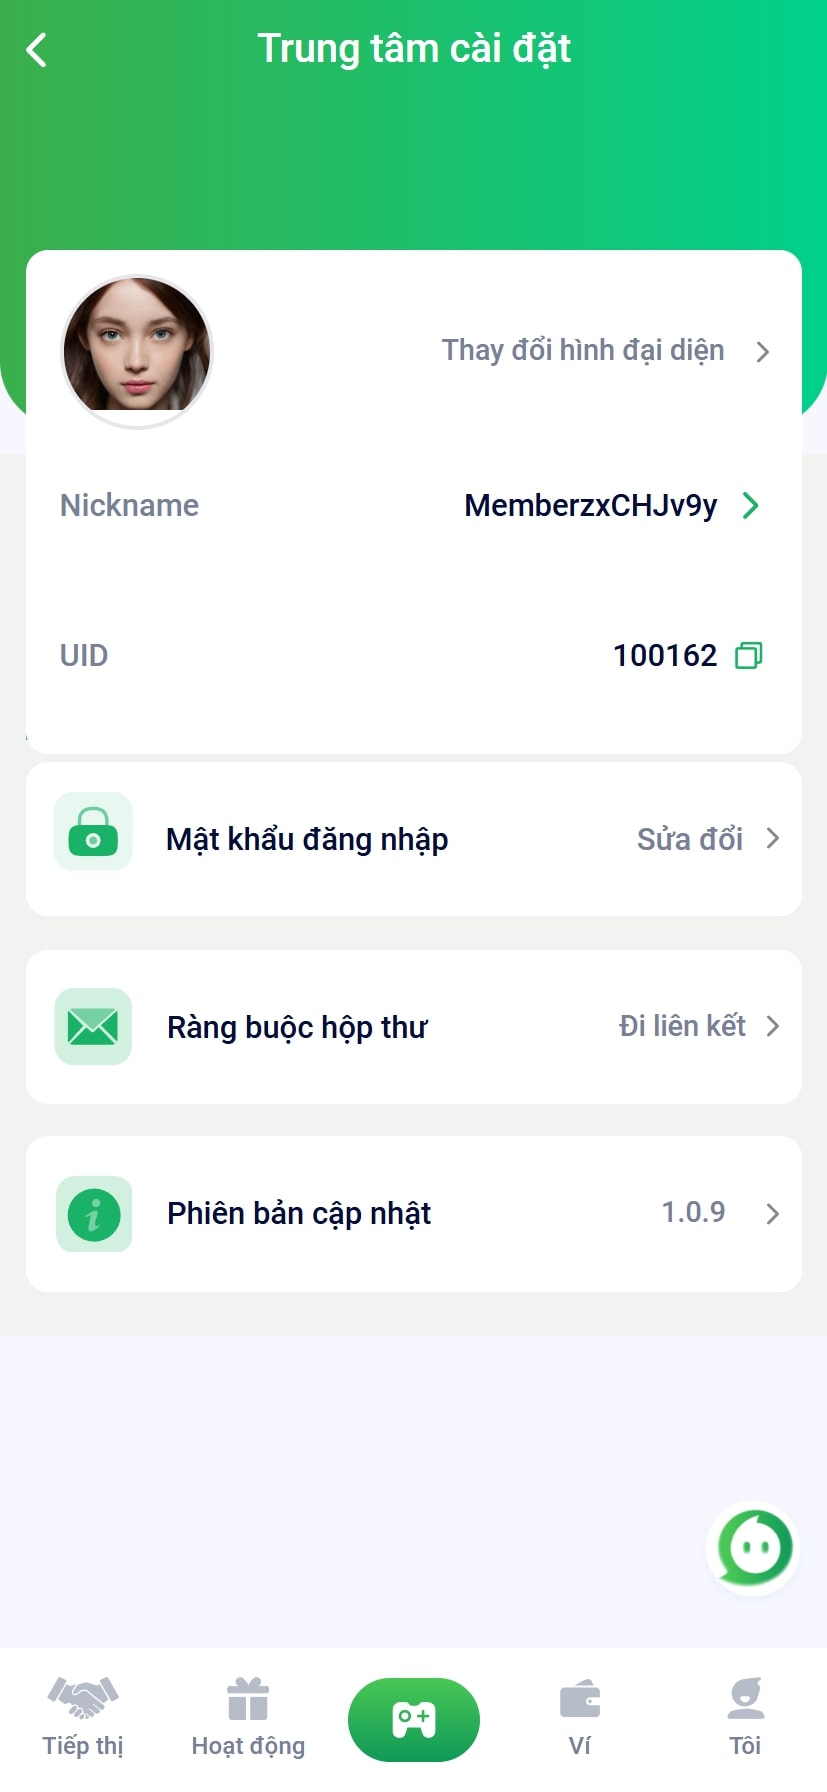 Trung tâm cài đặt
Thay đổi hình đại diện
Nickname MemberzxCHJv9y
UID 100162
Mật khẩu đăng nhập Sửa đổi
Ràng buộc hộp thư Đi liên kết
Phiên bản cập nhật 1.0.9
Tiếp thị Hoạt động Ví Tôi